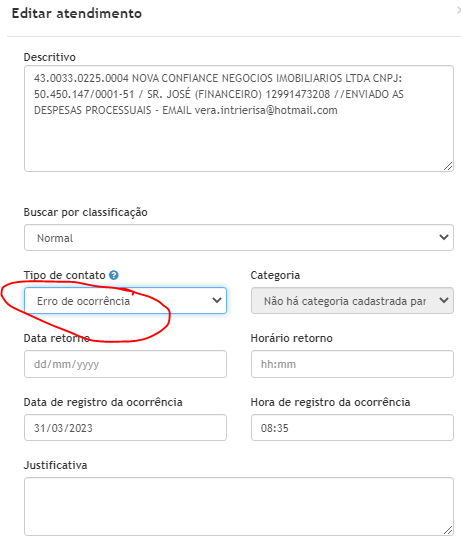 Editar atendimento
Descritivo
43.0033.0225.0004 NOVA CONFIANCE NEGOCIOS IMOBILIARIOS LTDA CNPJ:
50.450.147/0001-51 / SR. JOSÉ (FINANCEIRO) 12991473208 //ENVIADO AS
DESPESAS PROCESSUAIS - EMAIL vera.intrierisa@hotmail.com
Buscar por classificação
Normal
Tipo de contato ?
Categoria
Erro de ocorrência
Não há categoria cadastrada par
Data retorno
Horário retorno
dd/mm/yyyy
hh:mm
Data de registro da ocorrência
Hora de registro da ocorrência
31/03/2023
08:35
Justificativa